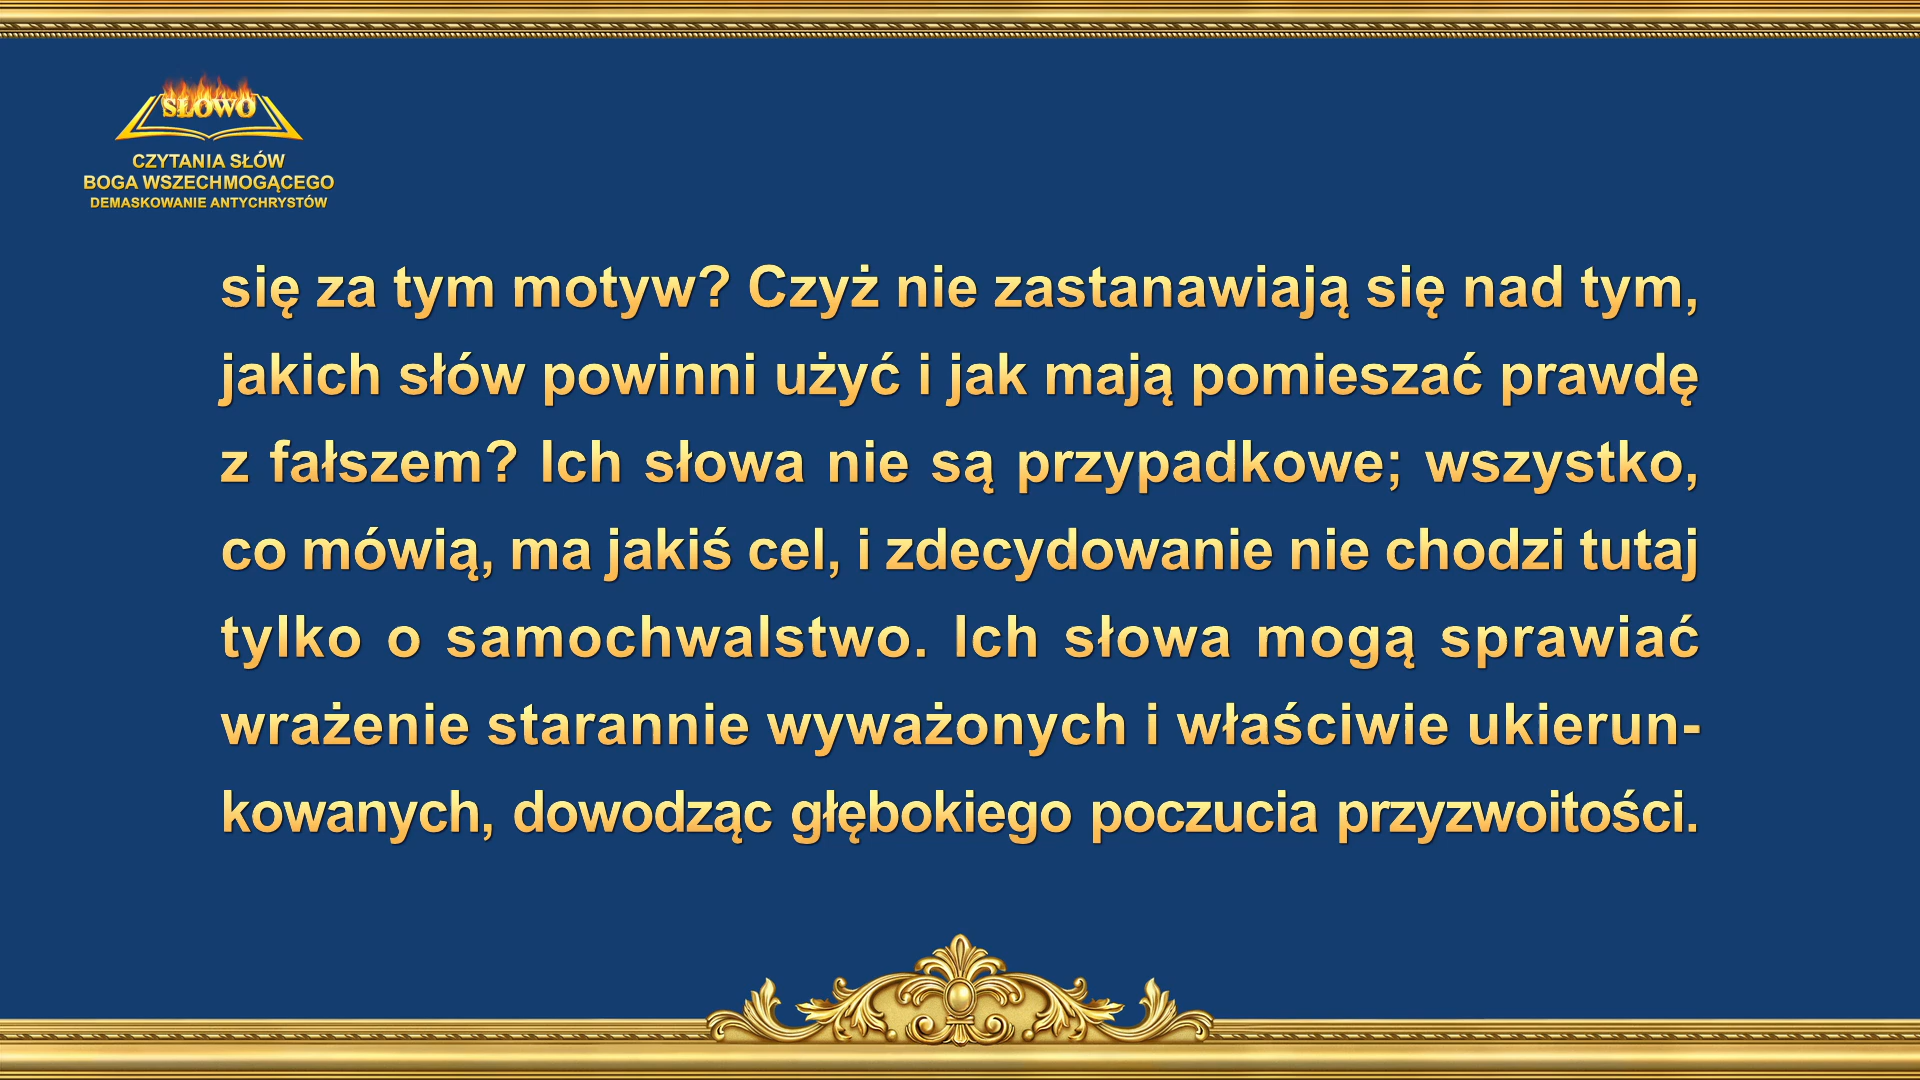 SŁOWO
CZYTANIA SŁÓW
BOGA WSZECHMOGĄCEGO
DEMASKOWANIE ANTYCHRYSTÓW
się za tym motyw? Czyż nie zastanawiają się nad tym,
jakich słów powinni użyć i jak mają pomieszać prawdę
z fałszem? Ich słowa nie są przypadkowe; wszystko,
co mówią, ma jakiś cel, i zdecydowanie nie chodzi tutaj
tylko o samochwalstwo. Ich słowa mogą sprawiać
wrażenie starannie wyważonych i właściwie ukierun-
kowanych, dowodząc głębokiego poczucia przyzwoitości.